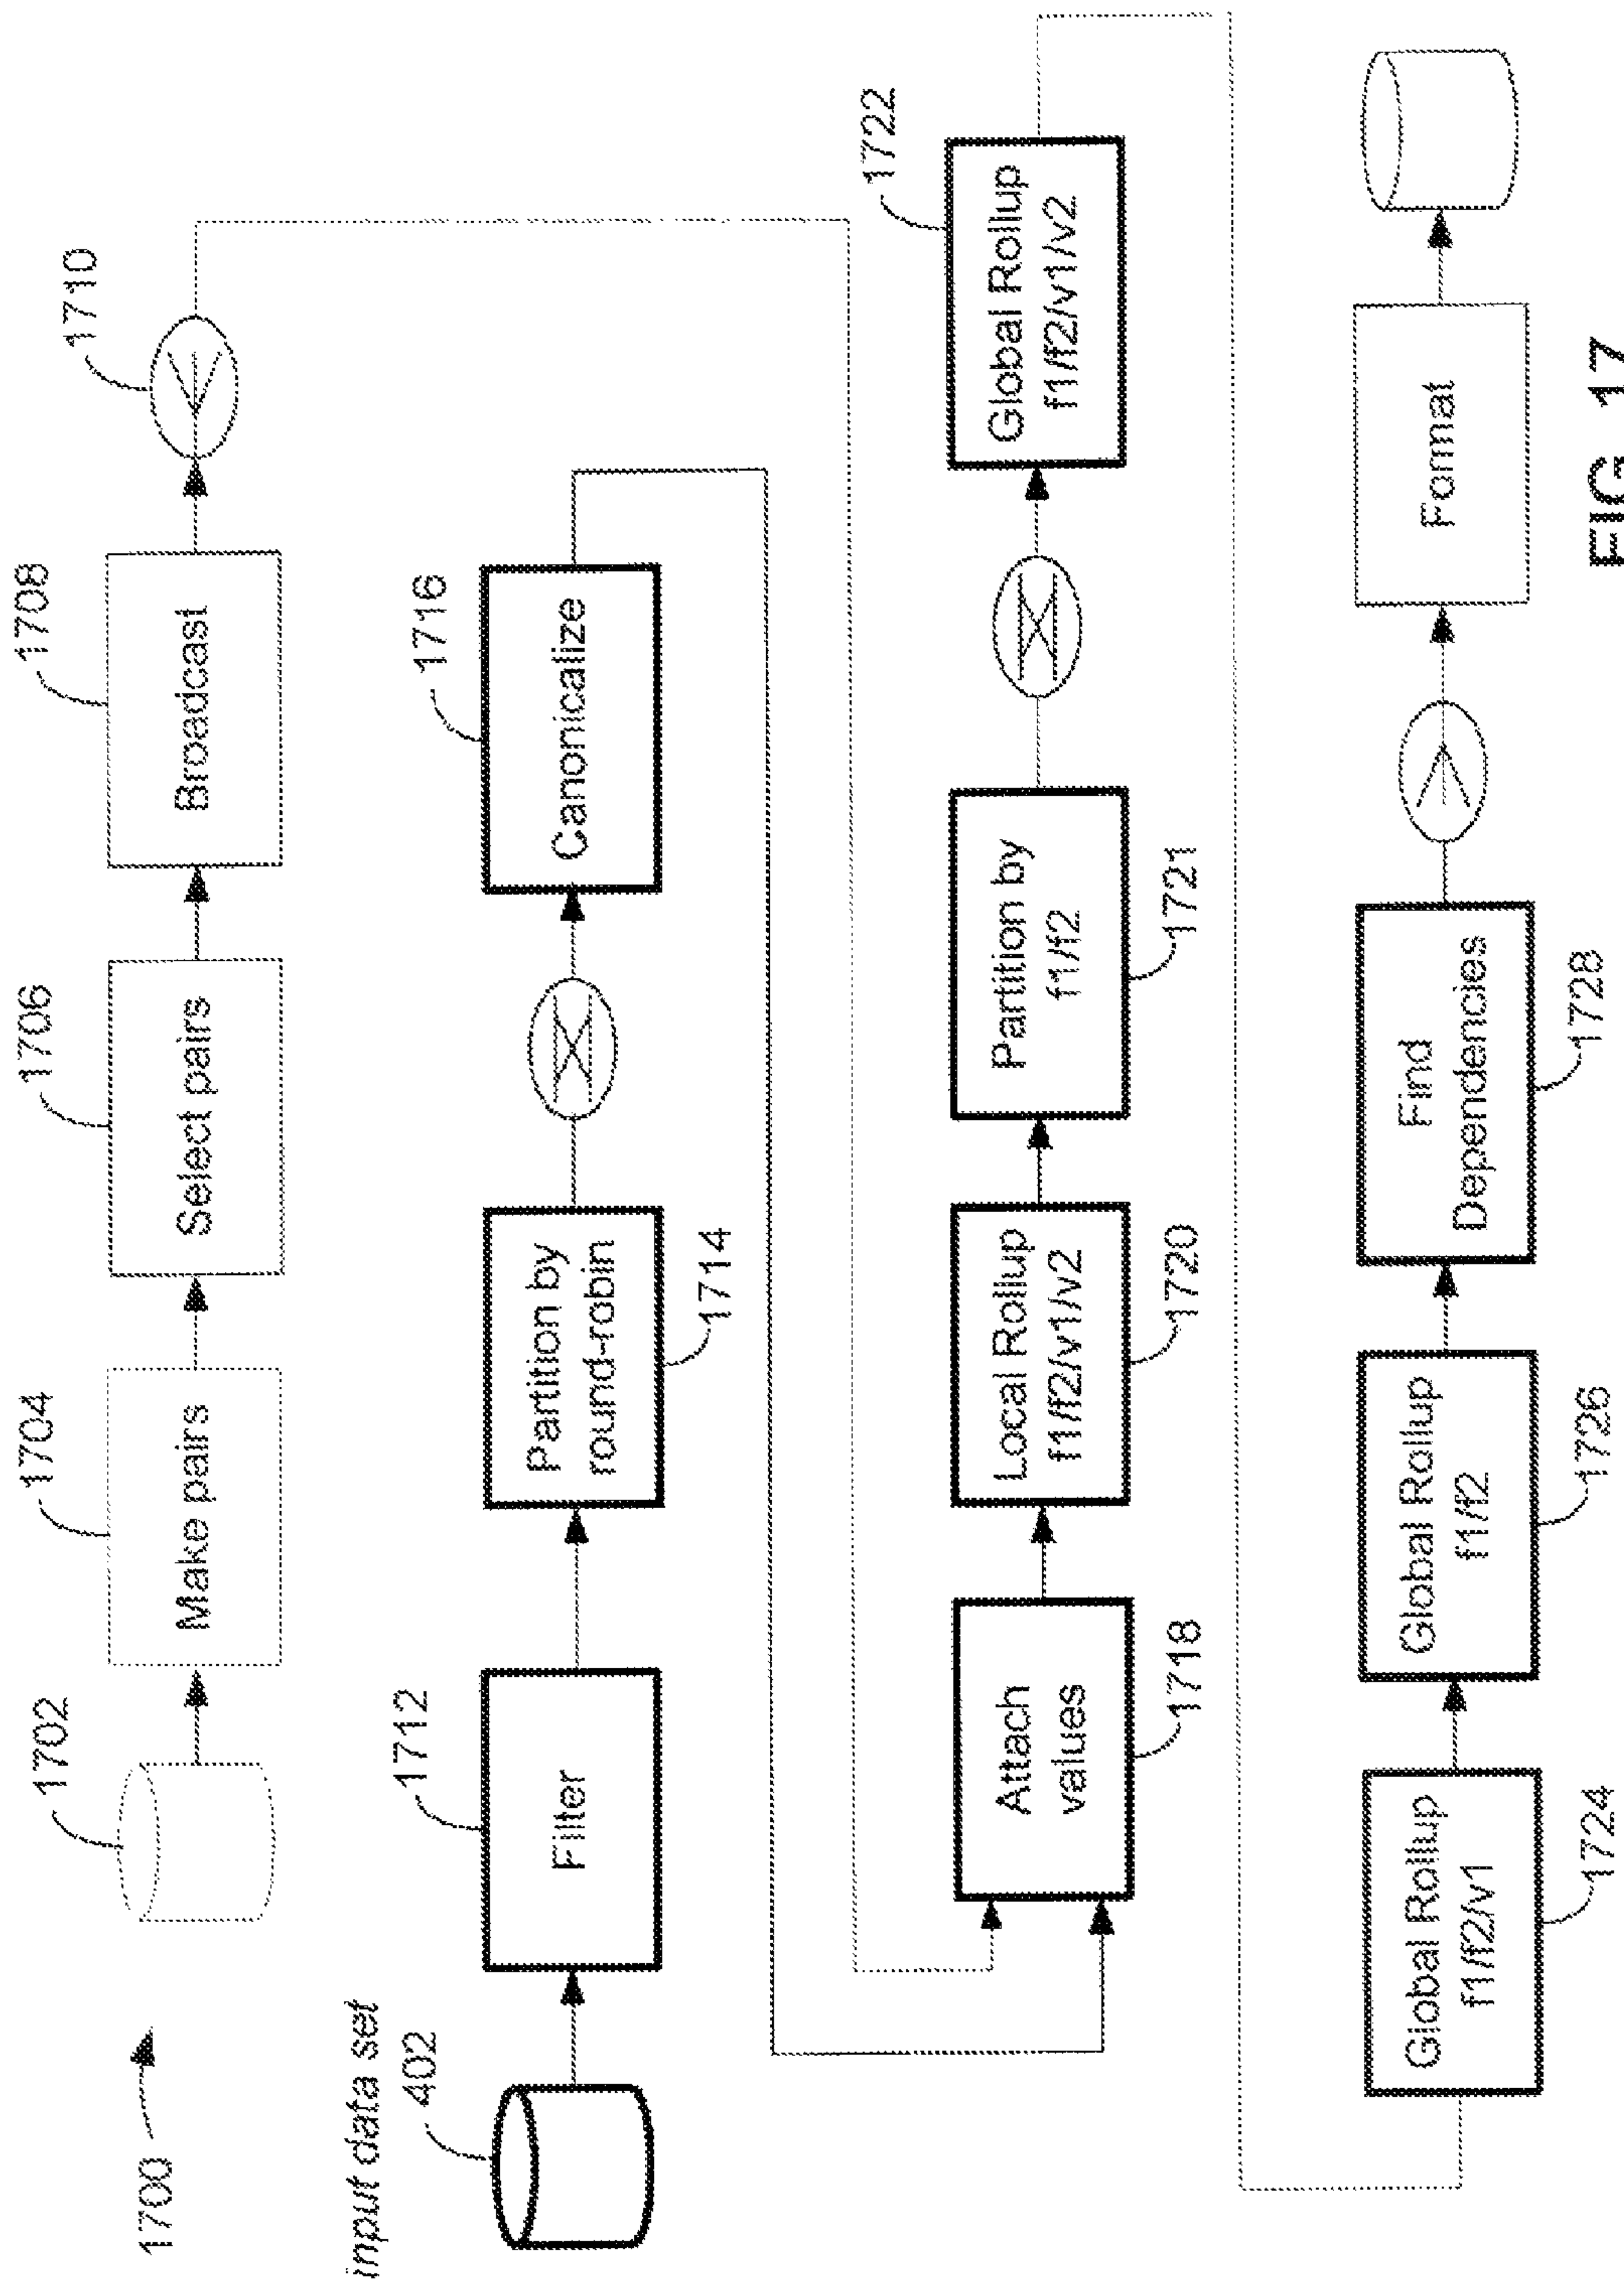 1700
1702
1704
Make pairs
1706
Select pairs
1708
Broadcast
1710
input data set
402
1712
Filter
Partition by
round-robin
1714
1716
Canonicalize
Attach
values
1718
Local Rollup
f1/f2/v1/v2
1720
Partition by
f1/f2
1721
1722
Global Rollup
f1/f2/v1/v2
Global Rollup
f1/f2/v1
1724
Global Rollup
f1/f2
1726
Find
Dependencies
1728
Format
FIG. 17